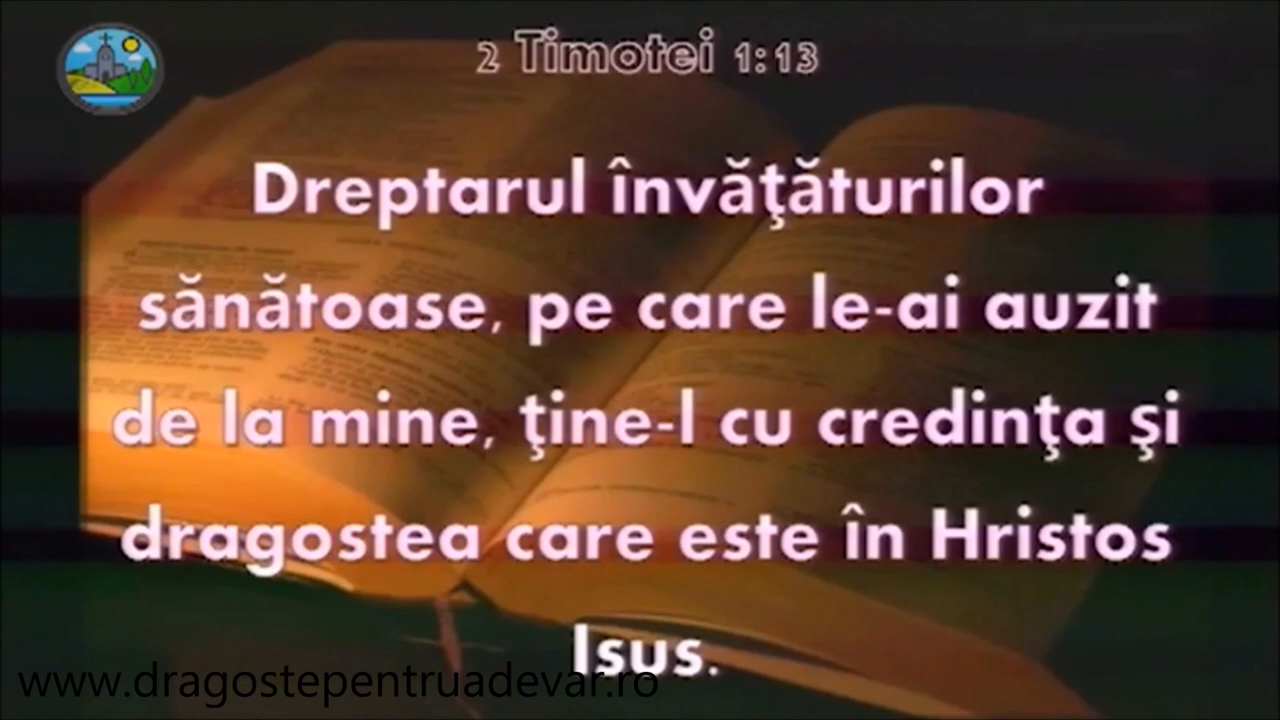 2 Timotei 1:13
Dreptarul învăţăturilor
sănătoase, pe care le-ai auzit
de la mine, ţine-l cu credinţa şi
dragostea care este în Hristos
Isus.
www.dragostepentruadevar.ro